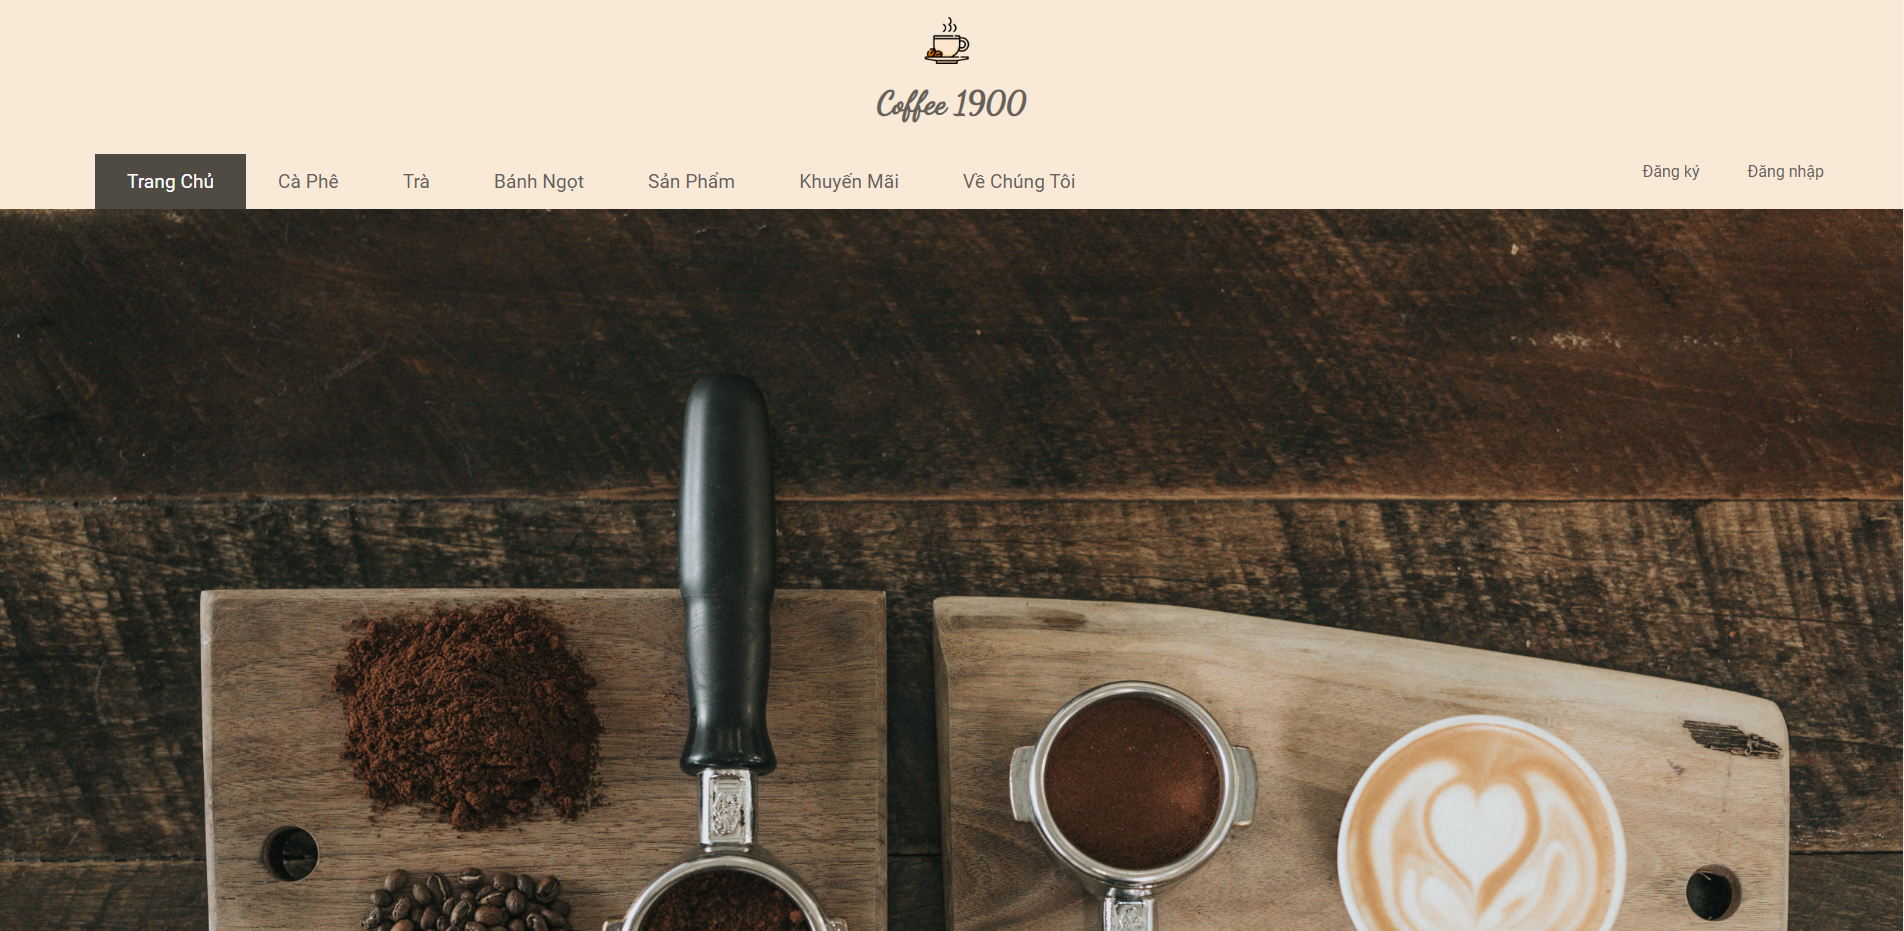 Coffee 1900
Trang Chủ
Cà Phê
Trà
Bánh Ngọt
Sản Phẩm
Khuyến Mãi
Về Chúng Tôi
Đăng ký
Đăng nhập